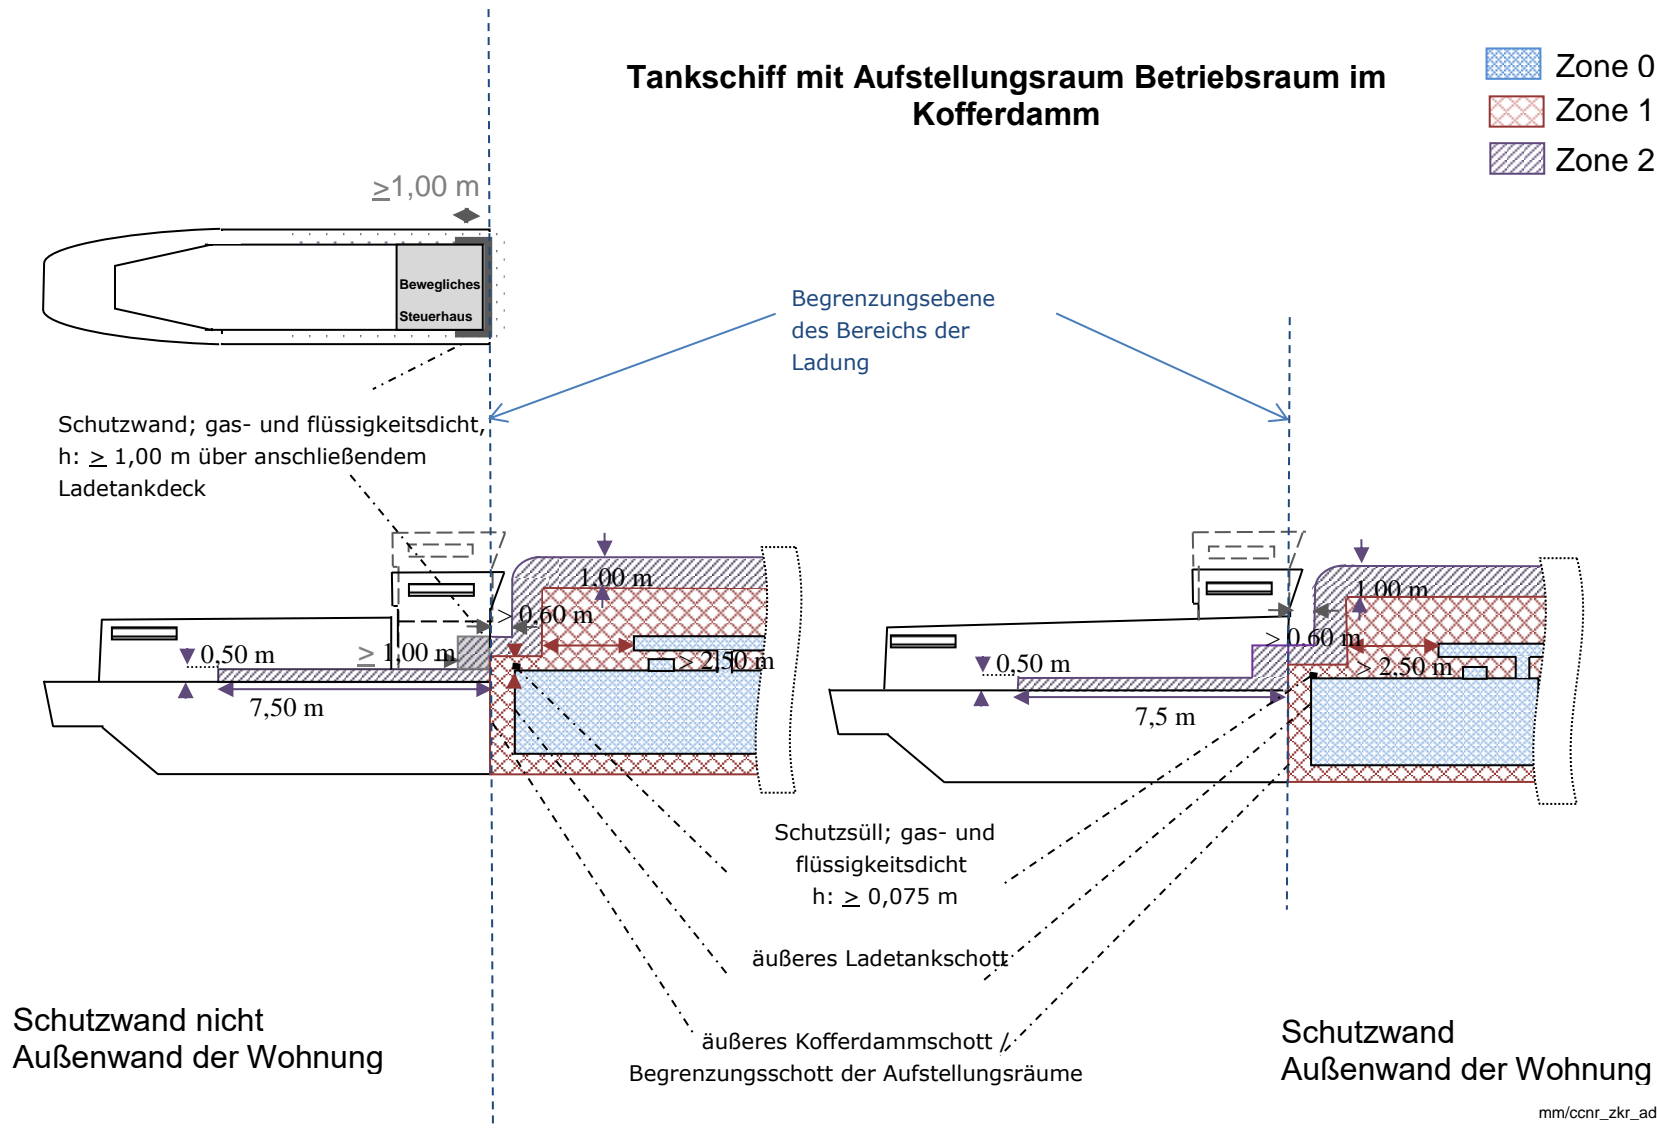 Tankschiff mit Aufstellungsraum Betriebsraum im
Kofferdamm
Zone 0
Zone 1
Zone 2
≥1,00 m
Bewegliches
Steuerhaus
Begrenzungsebene
des Bereichs der
Ladung
Schutzwand; gas- und flüssigkeitsdicht,
h: ≥ 1,00 m über anschließendem
Ladetankdeck
1,00 m
> 0,60 m
≥ 1,00 m
0,50 m
> 2,50 m
7,50 m
1,00 m
> 0,60 m
0,50 m
> 2,50 m
7,5 m
Schutzsüll; gas- und
flüssigkeitsdicht
h: ≥ 0,075 m
äußeres Ladetankschott
äußeres Kofferdammschott /
Begrenzungsschott der Aufstellungsräume
Schutzwand nicht
Außenwand der Wohnung
Schutzwand
Außenwand der Wohnung
mm/ccnr_zkr_ad